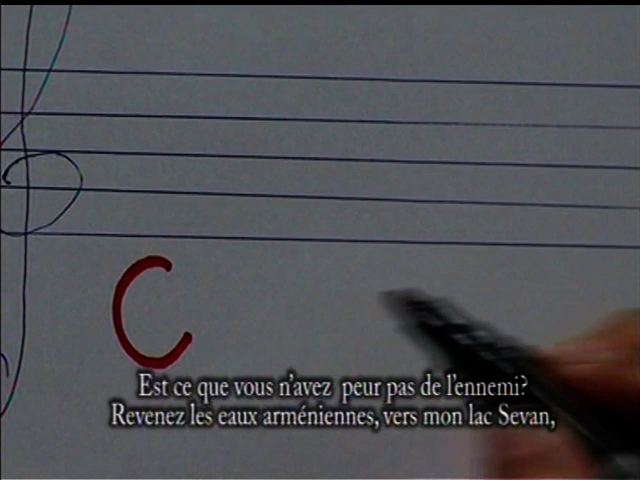 C
Est ce que vous n'avez peur pas de l'ennemi?
Revenez les eaux arméniennes, vers mon lac Sevan,